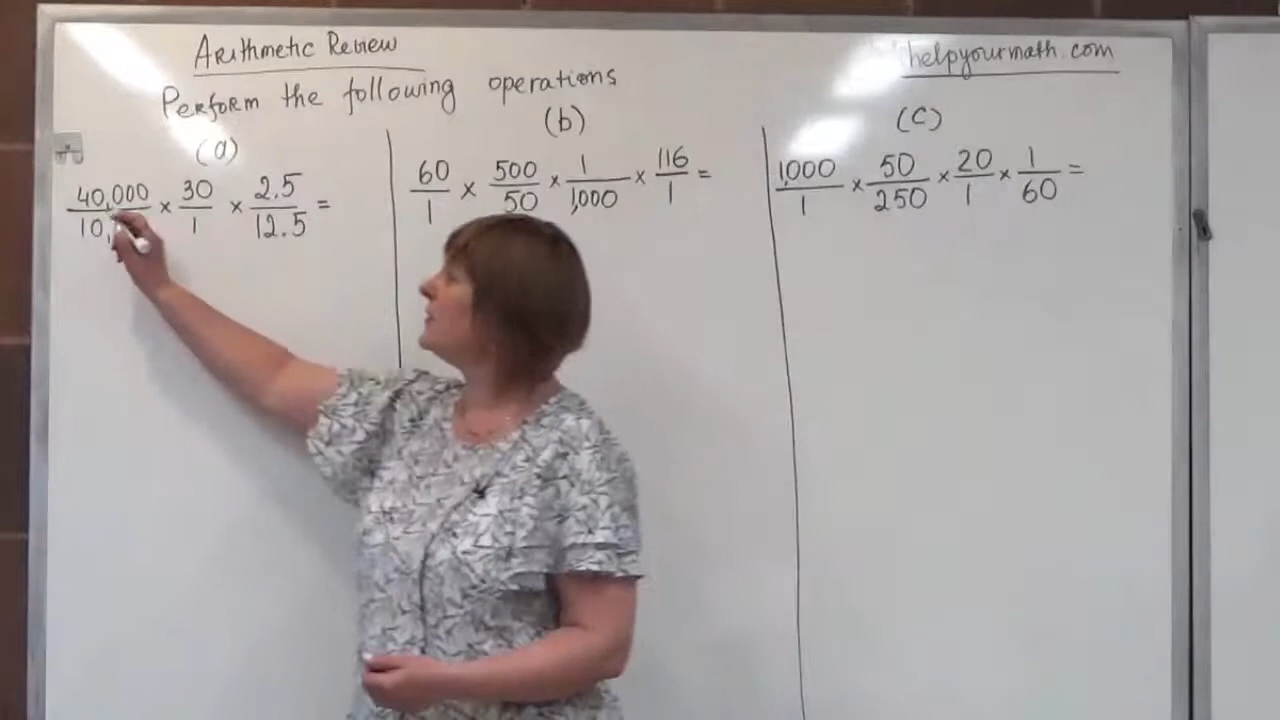 Arithmetic Review
helpyourmath.com
Perform the following operations
(a)
40,000/ × 30/1 × 2.5/12.5 =
(b)
60/1 × 500/50 × 1/1,000 × 116/1 =
(c)
1,000/1 × 50/250 × 20/1 × 1/60 =